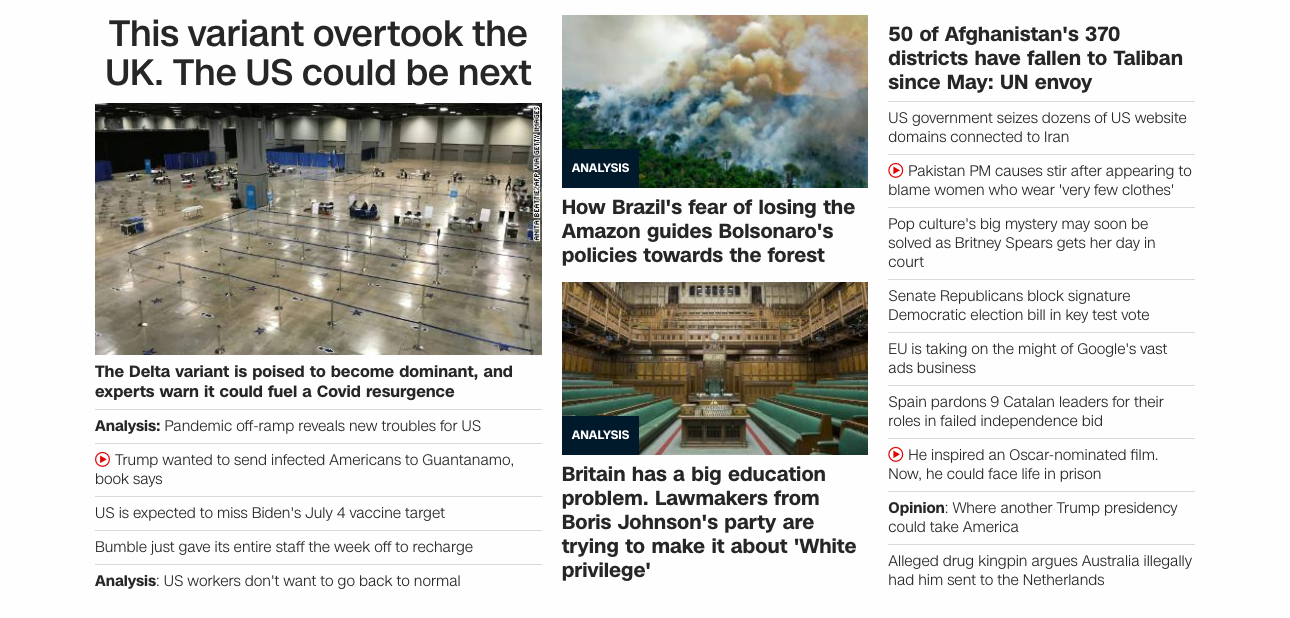 This variant overtook the
UK. The US could be next
ANITA BEATTIE/AFP VIA GETTY IMAGES
The Delta variant is poised to become dominant, and
experts warn it could fuel a Covid resurgence
Analysis: Pandemic off-ramp reveals new troubles for US
Trump wanted to send infected Americans to Guantanamo,
book says
US is expected to miss Biden's July 4 vaccine target
Bumble just gave its entire staff the week off to recharge
Analysis: US workers don't want to go back to normal
ANALYSIS
How Brazil's fear of losing the
Amazon guides Bolsonaro's
policies towards the forest
ANALYSIS
Britain has a big education
problem. Lawmakers from
Boris Johnson's party are
trying to make it about 'White
privilege'
50 of Afghanistan's 370
districts have fallen to Taliban
since May: UN envoy
US government seizes dozens of US website
domains connected to Iran
Pakistan PM causes stir after appearing to
blame women who wear 'very few clothes'
Pop culture's big mystery may soon be
solved as Britney Spears gets her day in
court
Senate Republicans block signature
Democratic election bill in key test vote
EU is taking on the might of Google's vast
ads business
Spain pardons 9 Catalan leaders for their
roles in failed independence bid
He inspired an Oscar-nominated film.
Now, he could face life in prison
Opinion: Where another Trump presidency
could take America
Alleged drug kingpin argues Australia illegally
had him sent to the Netherlands